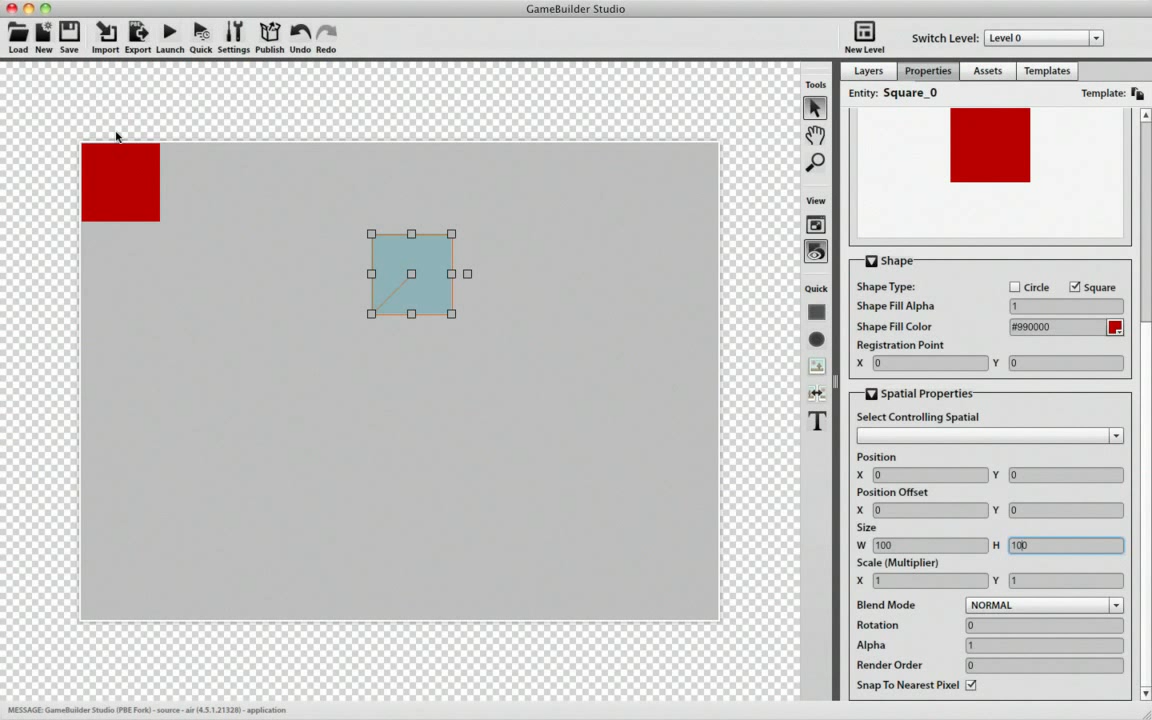 GameBuilder Studio
Load New Save Import Export Launch Quick Settings Publish Undo Redo
New Level
Switch Level: Level 0
Tools
View
Quick
T
Layers Properties Assets Templates
Entity: Square_0 Template:
Shape
Shape Type: Circle Square
Shape Fill Alpha 1
Shape Fill Color #990000
Registration Point
X 0 Y 0
Spatial Properties
Select Controlling Spatial
Position
X 0 Y 0
Position Offset
X 0 Y 0
Size
W 100 H 100
Scale (Multiplier)
X 1 Y 1
Blend Mode NORMAL
Rotation 0
Alpha 1
Render Order 0
Snap To Nearest Pixel
MESSAGE: GameBuilder Studio (PBE Fork) - source - air (4.5.1.21328) - application